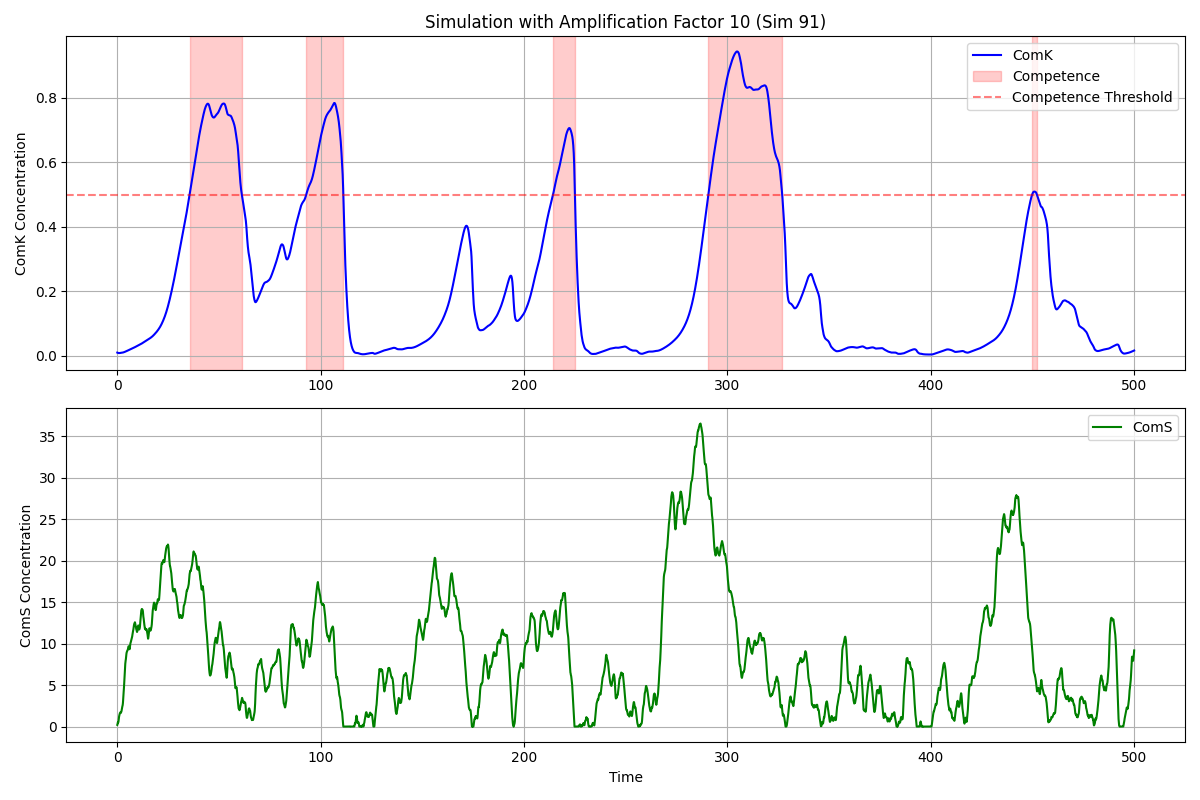 Simulation with Amplification Factor 10 (Sim 91)
ComK Concentration
0.8
0.6
0.4
0.2
0.0
ComK
Competence
Competence Threshold
0 100 200 300 400 500
ComS Concentration
35
30
25
20
15
10
5
0
ComS
0 100 200 300 400 500
Time